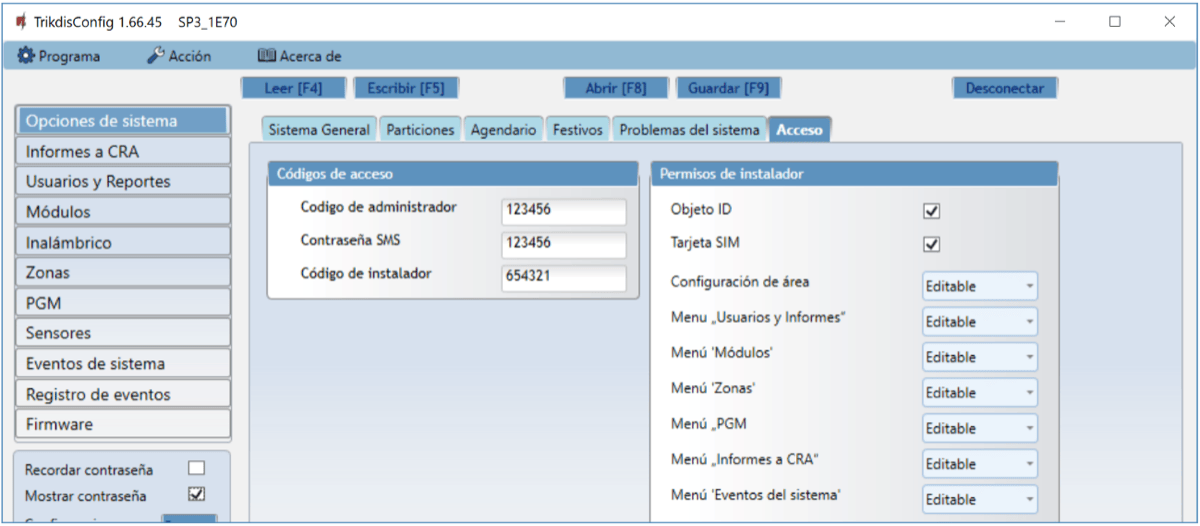 TrikdisConfig 1.66.45 SP3_1E70
Programa Acción Acerca de
Leer [F4] Escribir [F5] Abrir [F8] Guardar [F9] Desconectar
Opciones de sistema
Informes a CRA
Usuarios y Reportes
Módulos
Inalámbrico
Zonas
PGM
Sensores
Eventos de sistema
Registro de eventos
Firmware
Recordar contraseña
Mostrar contraseña
Sistema General Particiones Agendario Festivos Problemas del sistema Acceso
Códigos de acceso
Codigo de administrador 123456
Contraseña SMS 123456
Código de instalador 654321
Permisos de instalador
Objeto ID
Tarjeta SIM
Configuración de área Editable
Menu „Usuarios y Informes“ Editable
Menú 'Módulos' Editable
Menú 'Zonas' Editable
Menú „PGM Editable
Menú „Informes a CRA“ Editable
Menú 'Eventos del sistema' Editable